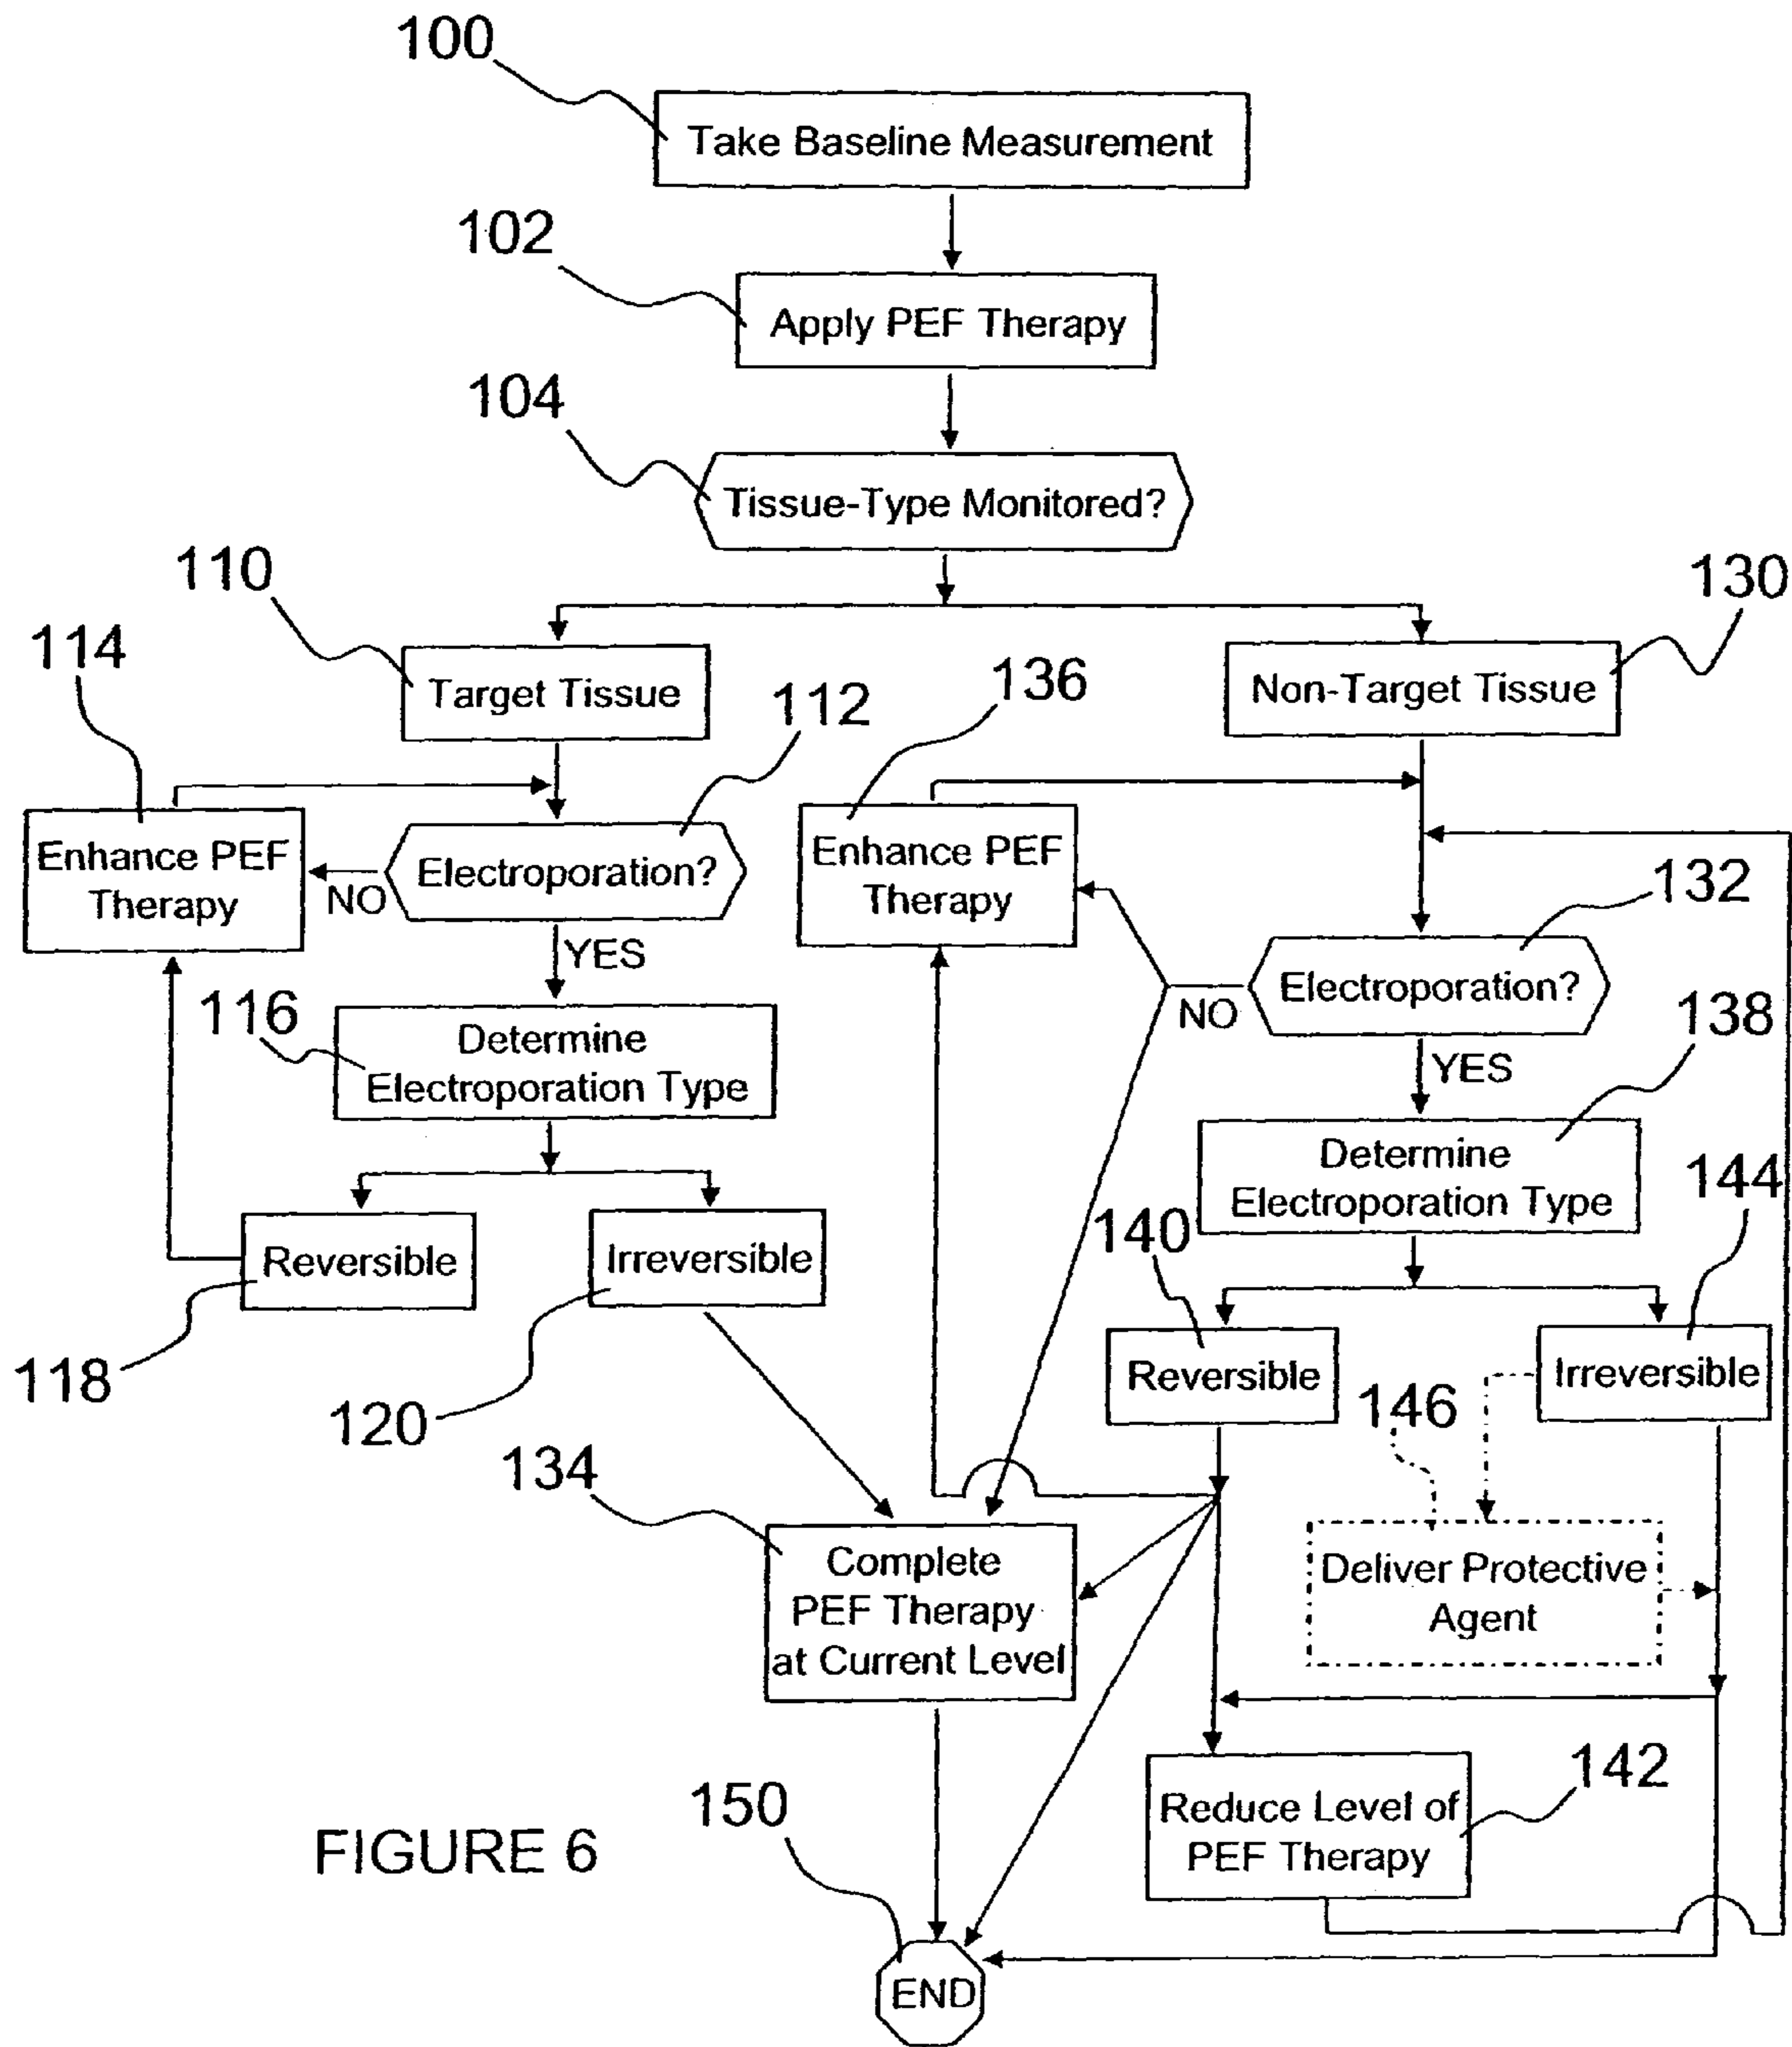 100
Take Baseline Measurement
102
Apply PEF Therapy
104
Tissue-Type Monitored?
110
130
114
Target Tissue
136
Non-Target Tissue
112
Enhance PEF
Therapy
NO
Electroporation?
YES
Enhance PEF
Therapy
132
Electroporation?
NO
YES
116
Determine
Electroporation Type
138
Determine
Electroporation Type
144
140
Reversible
Irreversible
118
120
Reversible
Irreversible
146
134
Complete
PEF Therapy
at Current Level
Deliver Protective
Agent
142
Reduce Level of
PEF Therapy
150
FIGURE 6
END